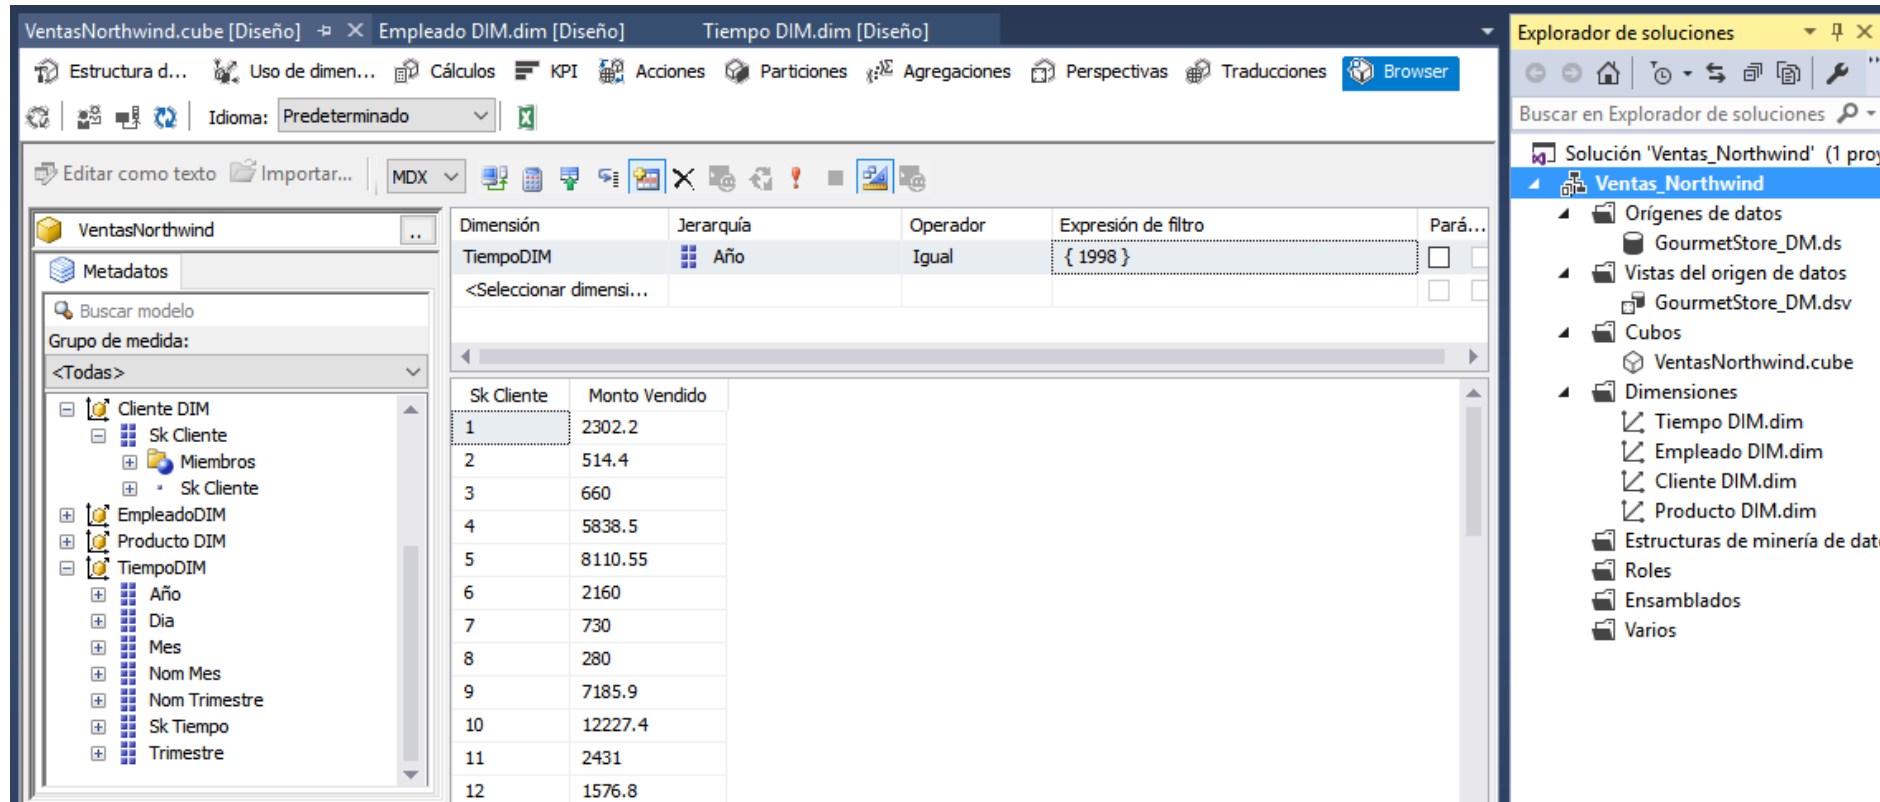 VentasNorthwind.cube [Diseño] Empleado DIM.dim [Diseño] Tiempo DIM.dim [Diseño]
Estructura d... Uso de dimen... Cálculos KPI Acciones Particiones Agregaciones Perspectivas Traducciones Browser
Idioma: Predeterminado
Editar como texto Importar... MDX
VentasNorthwind ..
Metadatos
Buscar modelo
Grupo de medida:
<Todas>
Cliente DIM
Sk Cliente
Miembros
Sk Cliente
EmpleadoDIM
Producto DIM
TiempoDIM
Año
Dia
Mes
Nom Mes
Nom Trimestre
Sk Tiempo
Trimestre
Dimensión Jerarquía Operador Expresión de filtro Pará...
TiempoDIM Año Igual { 1998 }
<Seleccionar dimensi...
Sk Cliente Monto Vendido
1 2302.2
2 514.4
3 660
4 5838.5
5 8110.55
6 2160
7 730
8 280
9 7185.9
10 12227.4
11 2431
12 1576.8
Explorador de soluciones
Buscar en Explorador de soluciones
Solución 'Ventas_Northwind' (1 proy
Ventas_Northwind
Orígenes de datos
GourmetStore_DM.ds
Vistas del origen de datos
GourmetStore_DM.dsv
Cubos
VentasNorthwind.cube
Dimensiones
Tiempo DIM.dim
Empleado DIM.dim
Cliente DIM.dim
Producto DIM.dim
Estructuras de minería de dat
Roles
Ensamblados
Varios